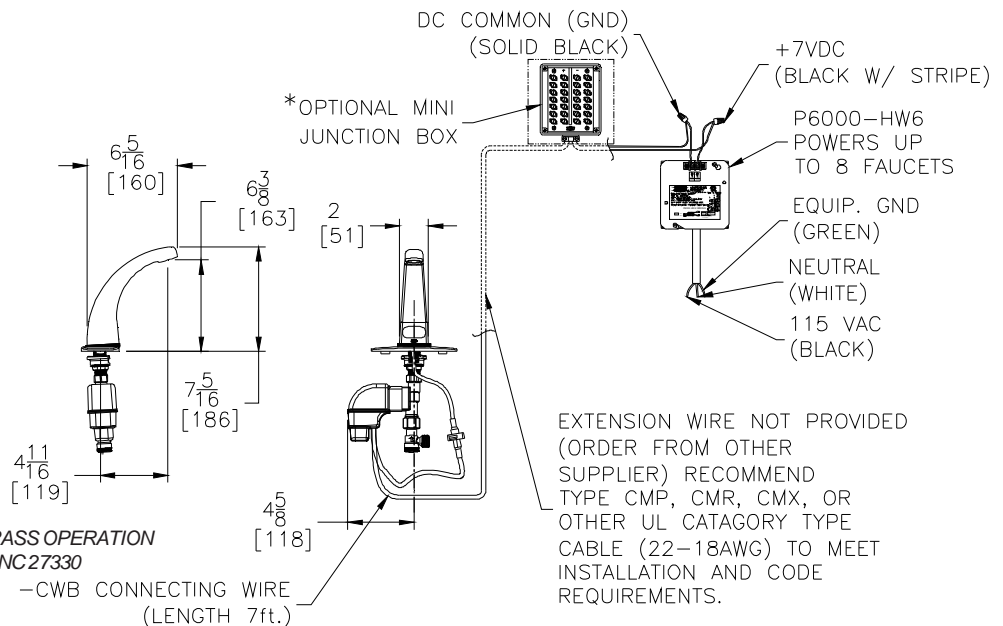 DC COMMON (GND)
(SOLID BLACK)
+7VDC
(BLACK W/ STRIPE)
*OPTIONAL MINI
JUNCTION BOX
P6000-HW6
POWERS UP
TO 8 FAUCETS
EQUIP. GND
(GREEN)
NEUTRAL
(WHITE)
115 VAC
(BLACK)
6 5/16
[160]
6 3/8
[163]
2
[51]
7 5/16
[186]
4 11/16
[119]
4 5/8
[118]
EXTENSION WIRE NOT PROVIDED
(ORDER FROM OTHER
SUPPLIER) RECOMMEND
TYPE CMP, CMR, CMX, OR
OTHER UL CATAGORY TYPE
CABLE (22-18AWG) TO MEET
INSTALLATION AND CODE
REQUIREMENTS.
RASS OPERATION
NC 27330
-CWB CONNECTING WIRE
(LENGTH 7ft.)